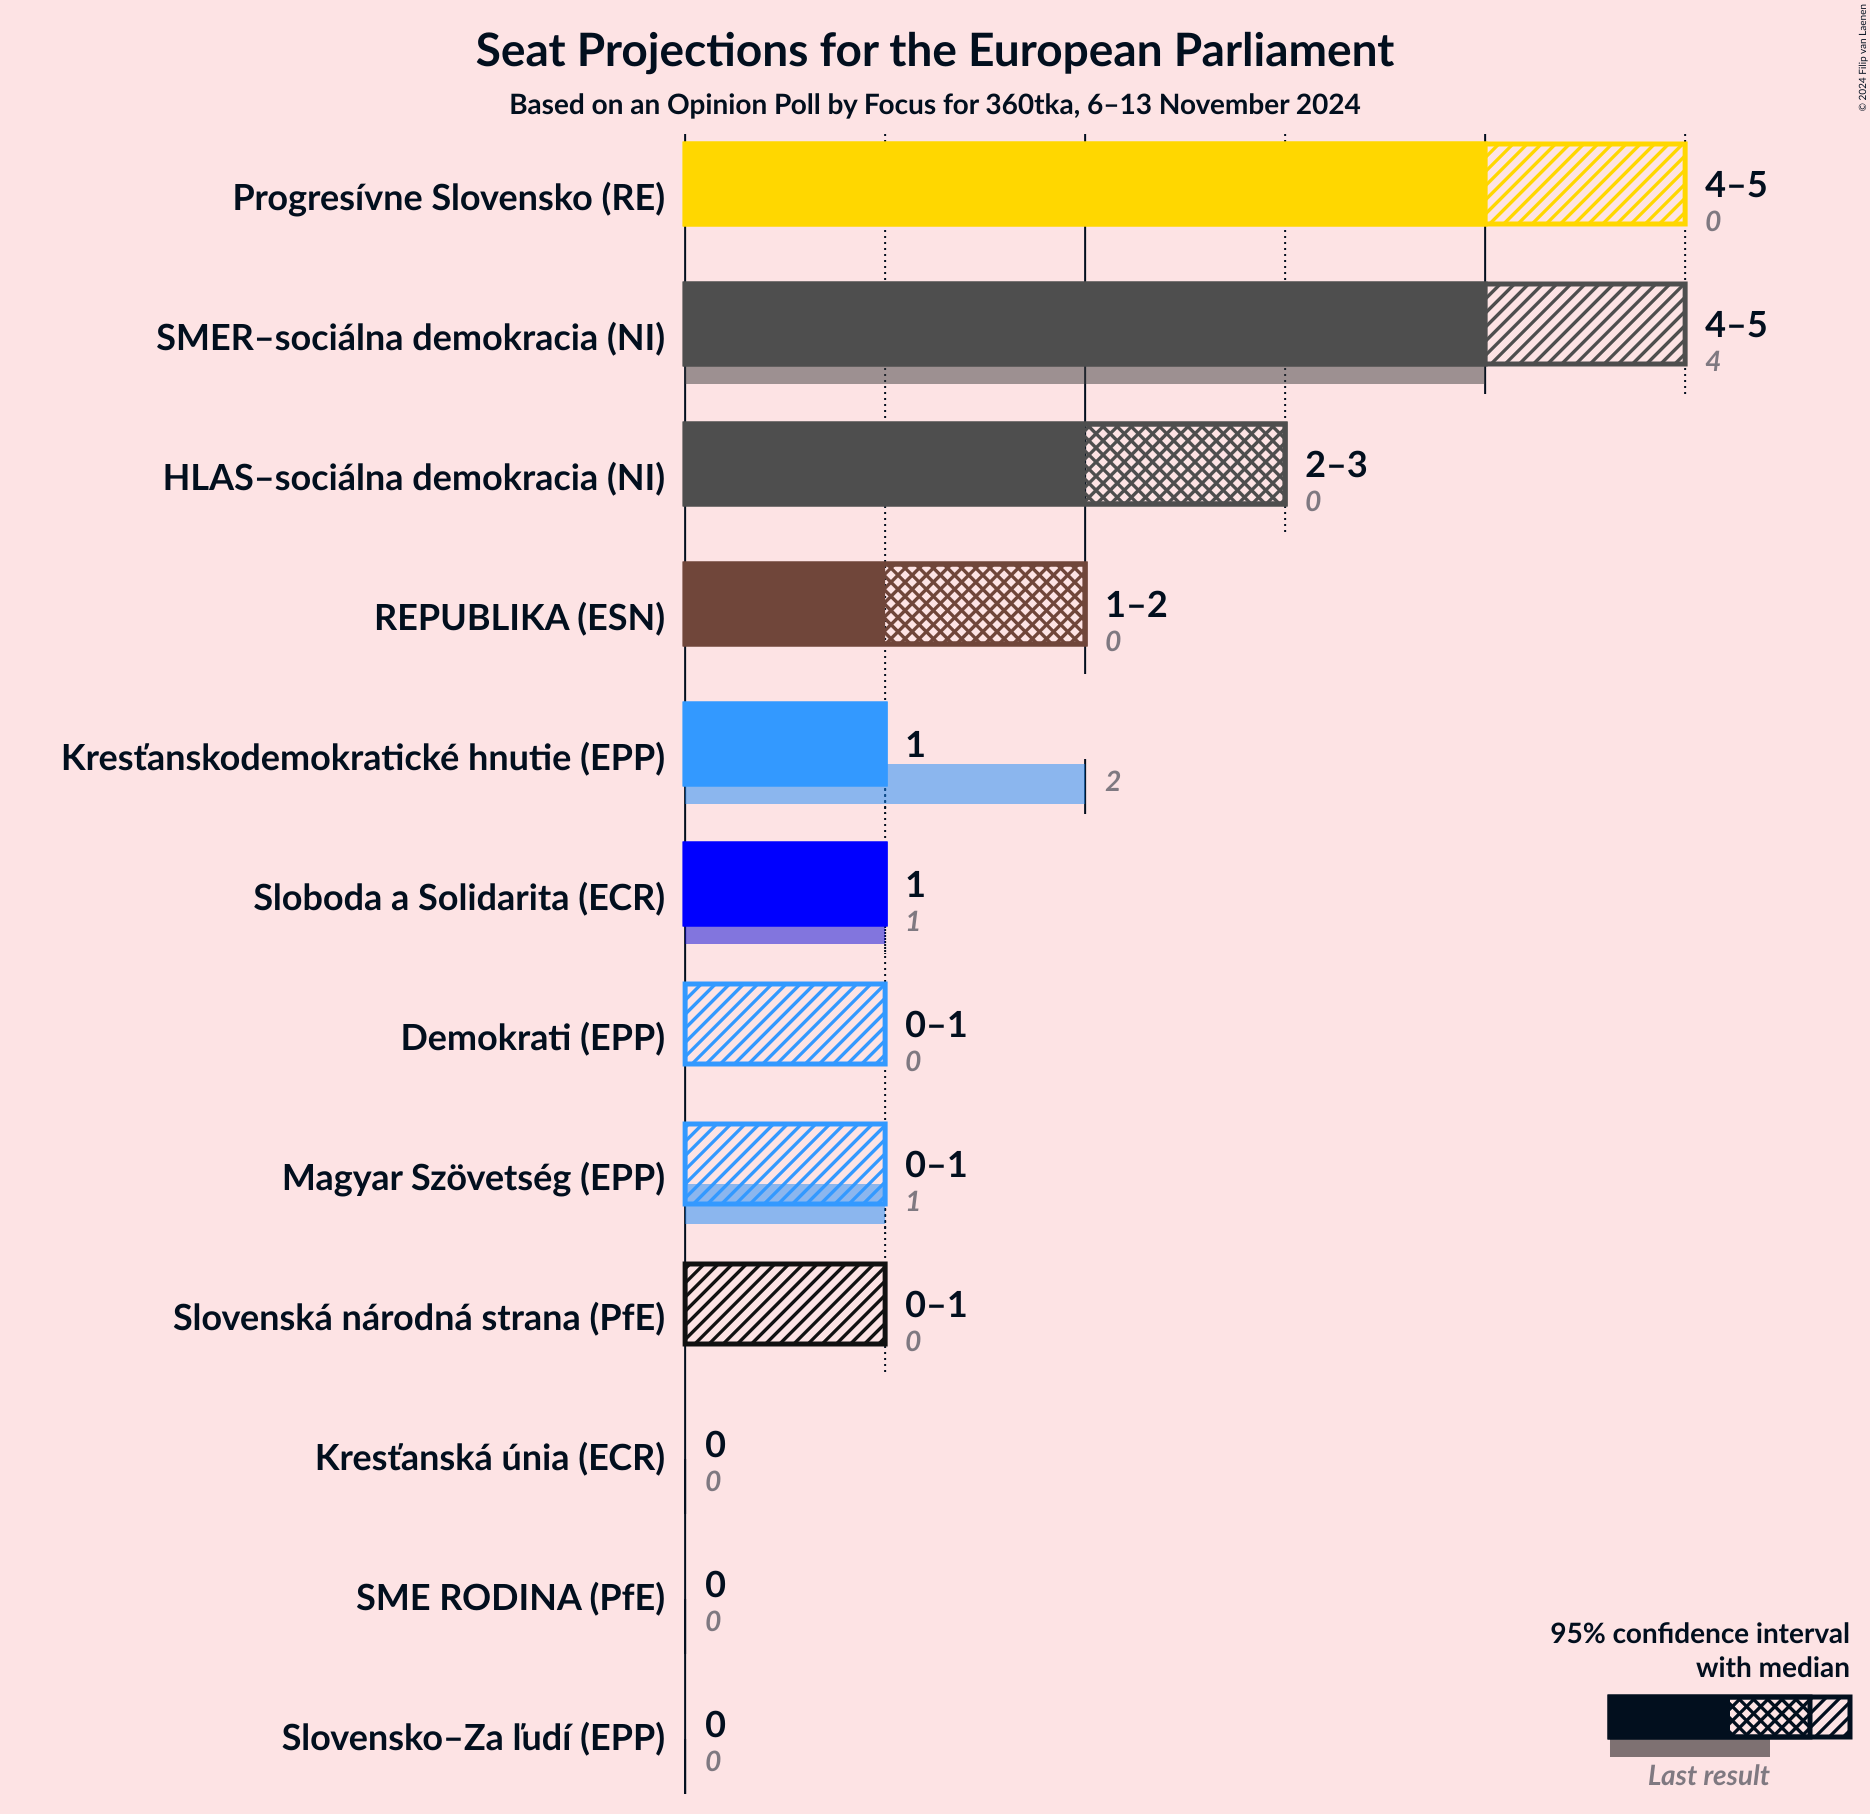 Seat Projections for the European Parliament
Based on an Opinion Poll by Focus for 360tka, 6–13 November 2024
© 2024 Filip van Laenen
Progresívne Slovensko (RE)
4–5
0
SMER–sociálna demokracia (NI)
4–5
4
HLAS–sociálna demokracia (NI)
2–3
0
REPUBLIKA (ESN)
1–2
0
Kresťanskodemokratické hnutie (EPP)
1
2
Sloboda a Solidarita (ECR)
1
1
Demokrati (EPP)
0–1
0
Magyar Szövetség (EPP)
0–1
1
Slovenská národná strana (PfE)
0–1
0
Kresťanská únia (ECR)
0
0
SME RODINA (PfE)
0
0
Slovensko–Za ľudí (EPP)
0
0
95% confidence interval
with median
Last result